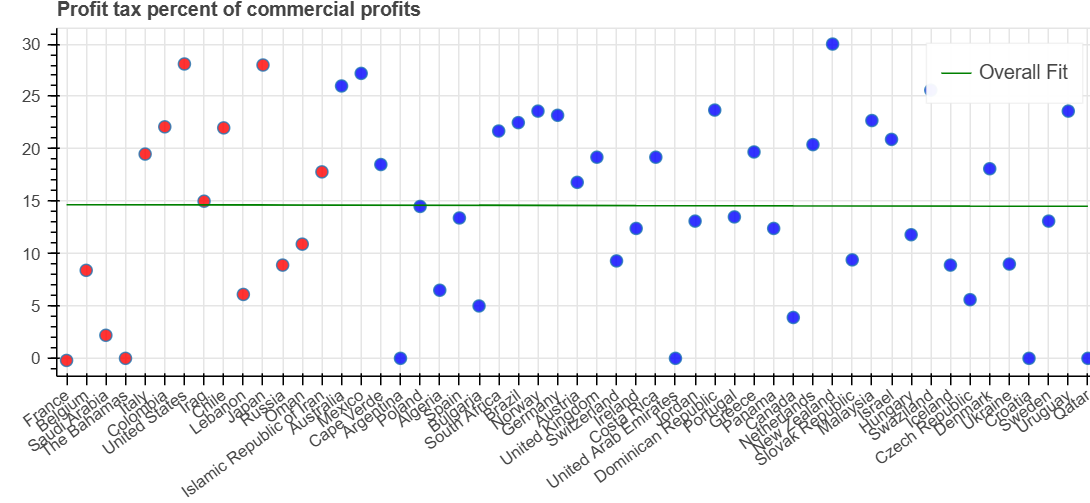 Profit tax percent of commercial profits
30
25
20
15
10
5
0
Overall Fit
France
Belgium
Saudi Arabia
The Bahamas
Italy
Colombia
United States
Iraq
Chile
Lebanon
Japan
Russia
Oman
Islamic Republic of Iran
Australia
Mexico
Cape Verde
Argentina
Poland
Algeria
Spain
Bulgaria
South Africa
Brazil
Norway
Germany
Austria
United Kingdom
Switzerland
Ireland
Costa Rica
United Arab Emirates
Jordan
Dominican Republic
Portugal
Greece
Panama
Canada
Netherlands
New Zealand
Slovak Republic
Malaysia
Israel
Hungary
Swaziland
Iceland
Czech Republic
Denmark
Ukraine
Croatia
Sweden
Uruguay
Qatar